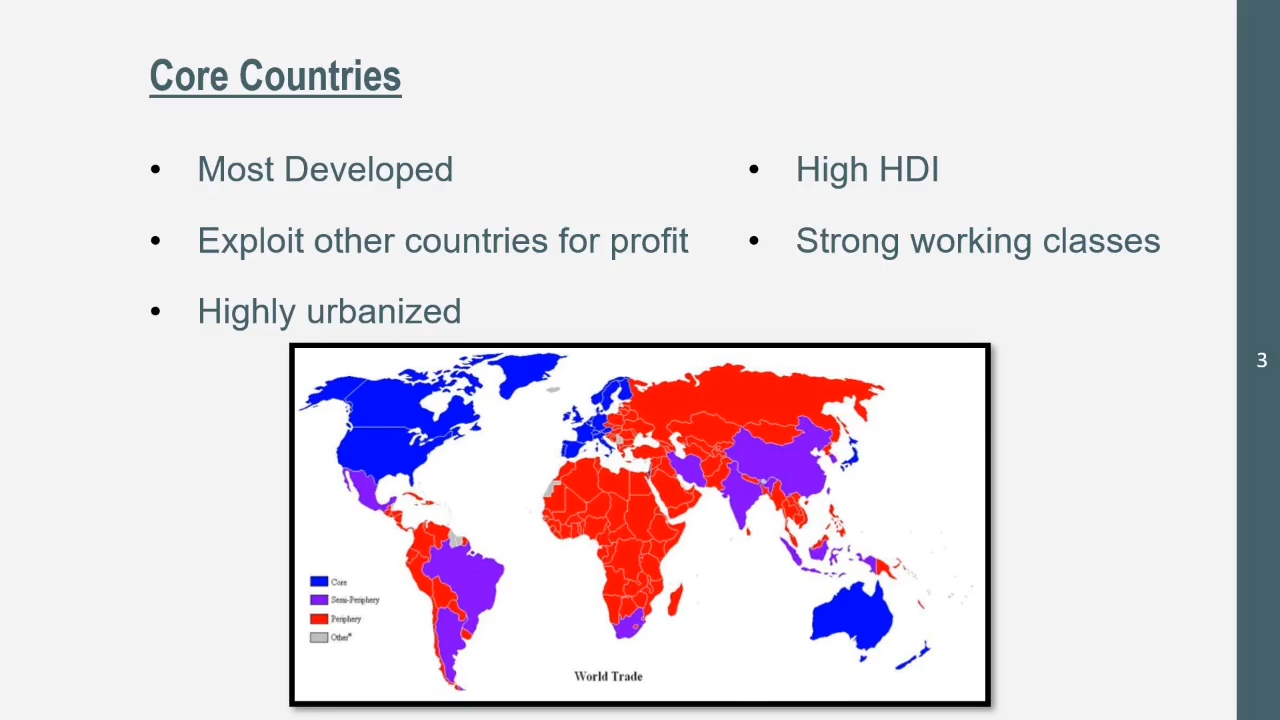 Core Countries
• Most Developed
• Exploit other countries for profit
• Highly urbanized
• High HDI
• Strong working classes
3
Core
Semi-Periphery
Periphery
Other*
World Trade